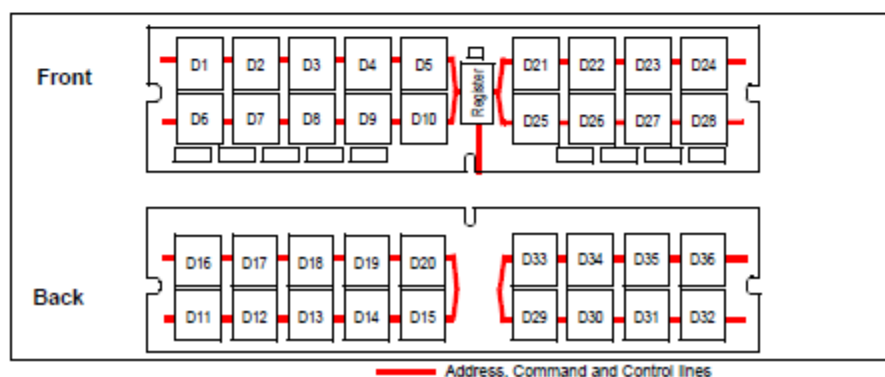 D1 D2 D3 D4 D5 D21 D22 D23 D24
Front
Register
D6 D7 D8 D9 D10 D25 D26 D27 D28
D16 D17 D18 D19 D20 D33 D34 D35 D36
Back
D11 D12 D13 D14 D15 D29 D30 D31 D32
Address, Command and Control lines